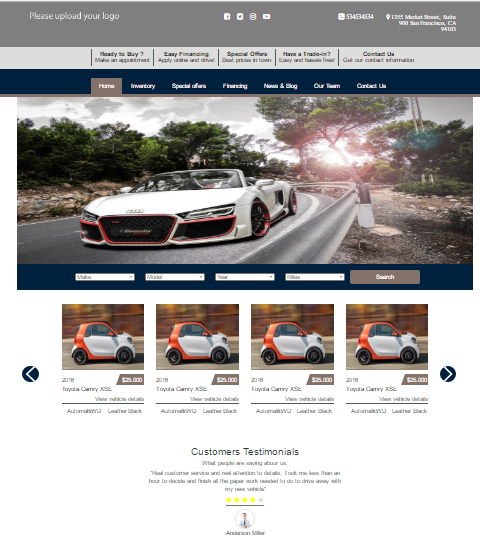 Please upload your logo
534534534
1355 Market Street, Suite
900 San Francisco, CA
94103
Ready to Buy ?
Make an appointment
Easy Financing
Apply online and drive!
Special Offers
Best prices in town
Have a Trade-in?
Easy and hassle free!
Contact Us
Get our contact information
Home Inventory Special offers Financing News & Blog Our Team Contact Us
Make Model Year Miles Search
2016 $25.000
Toyota Camry XSE
View vehicle details
Automatic Leather Black
2016 $25.000
Toyota Camry XSE
View vehicle details
Automatic Leather Black
2016 $25.000
Toyota Camry XSE
View vehicle details
Automatic Leather Black
2016 $25.000
Toyota Camry XSE
View vehicle details
Automatic Leather Black
Customers Testimonials
What people are saying about us.
"Real customer service and real attention to details. Took me less than an
hour to decide and finish all the paper work needed to do to drive away with
my new vehicle"
Anderson Miller